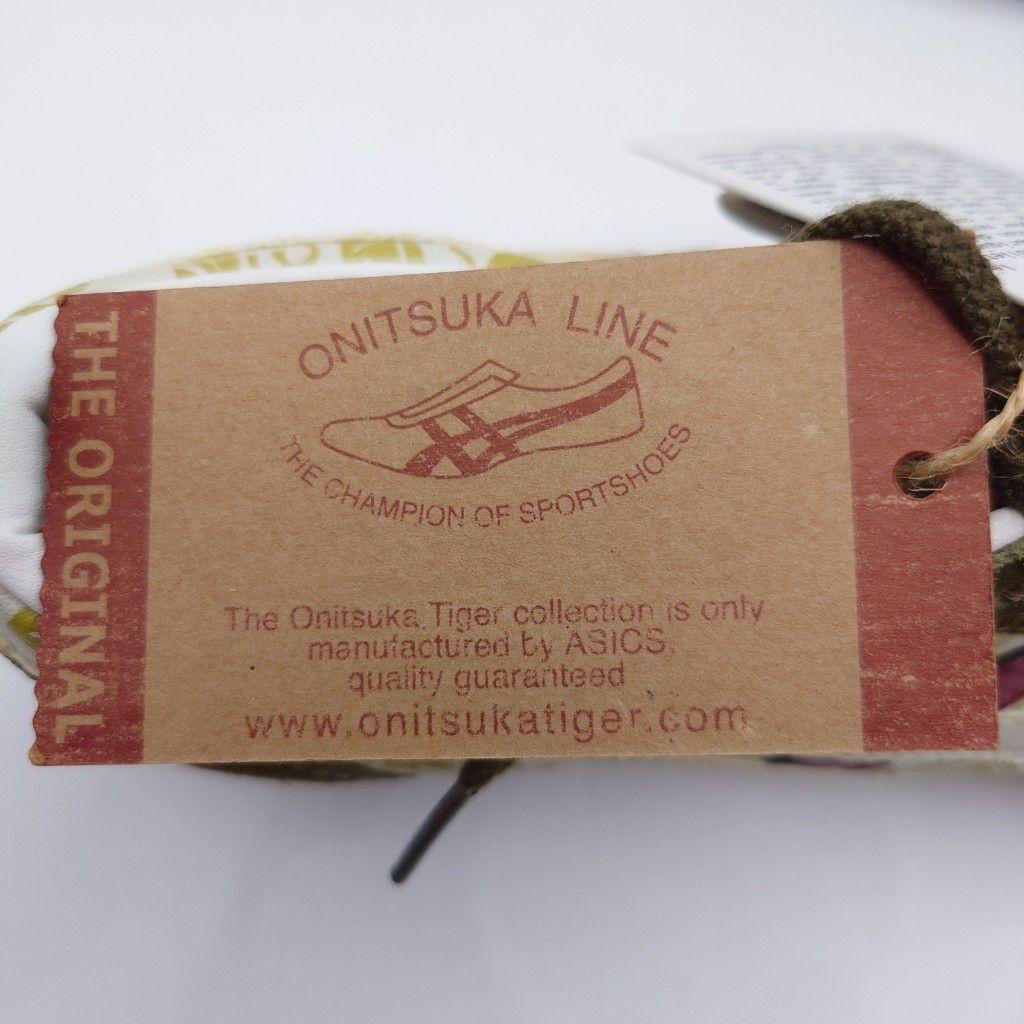 THE ORIGINAL
ONITSUKA LINE
THE CHAMPION OF SPORTSHOES
The Onitsuka Tiger collection is only
manufactured by ASICS,
quality guaranteed
www.onitsukatiger.com